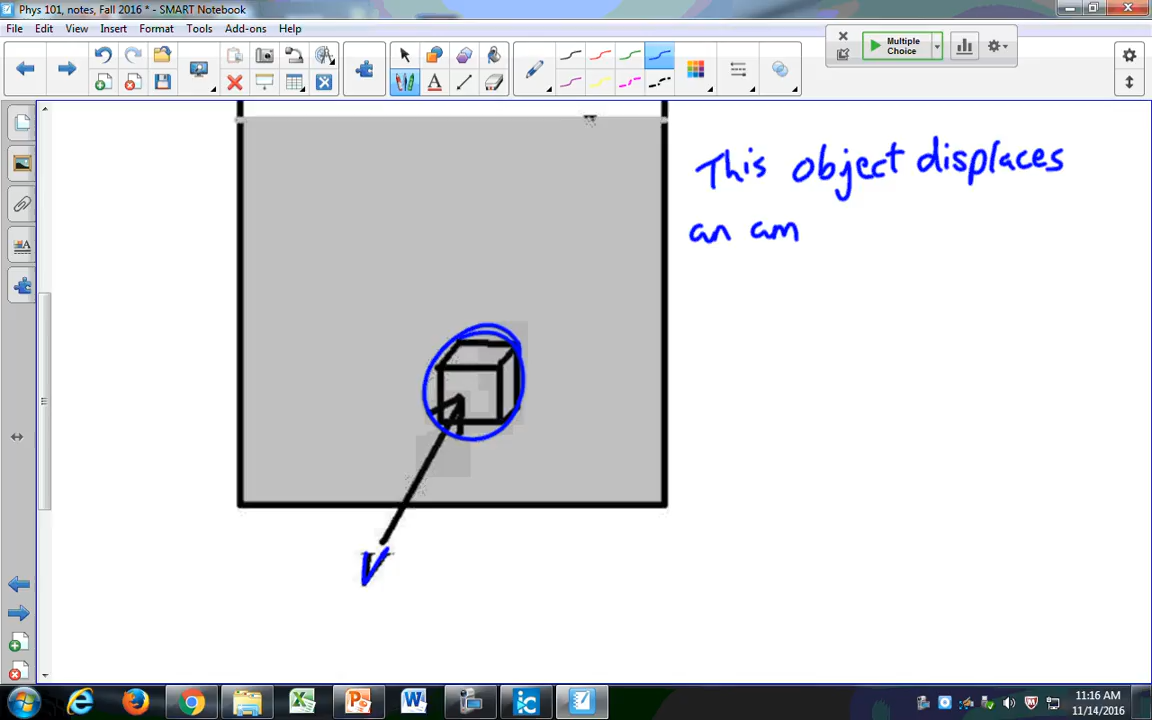 Phys 101, notes, Fall 2016 * - SMART Notebook
File Edit View Insert Format Tools Add-ons Help
Multiple
Choice
A
This object displaces
an am
V
11:16 AM
11/14/2016